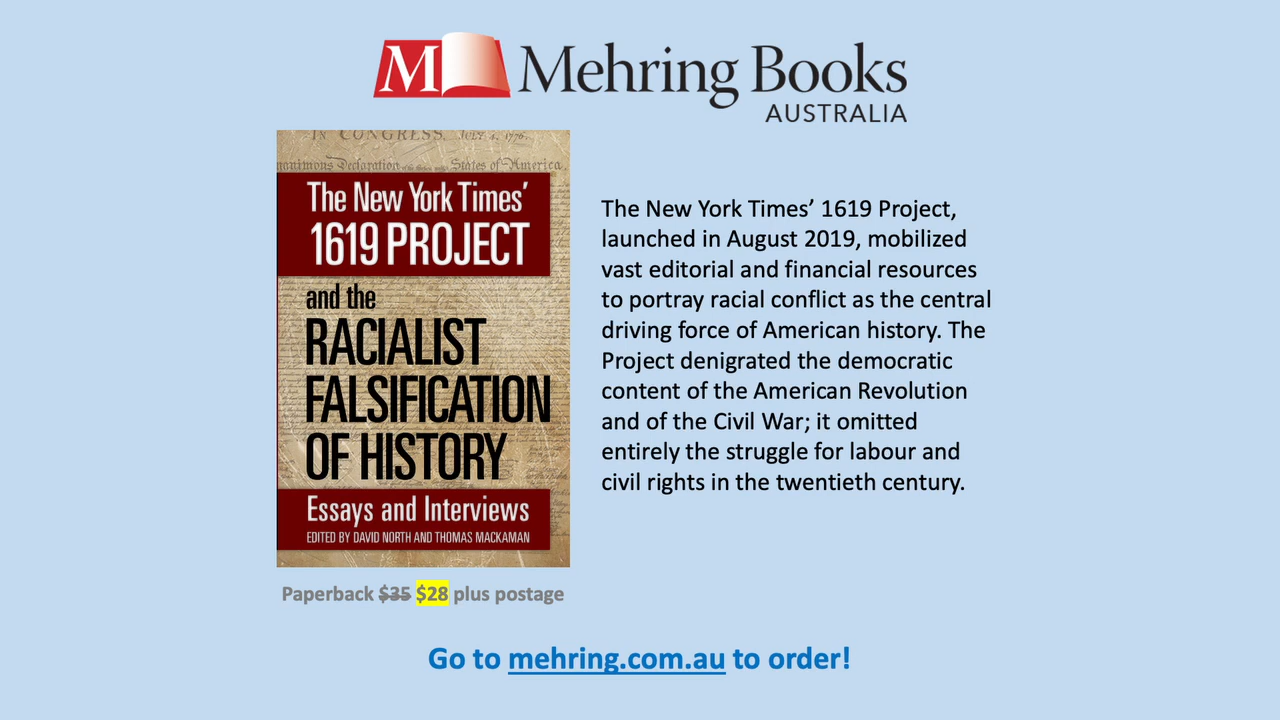 M Mehring Books
AUSTRALIA
IN CONGRESS, JULY 4, 1776.
unanimous Declaration of the thirteen united States of America,
The New York Times'
1619 PROJECT
and the
RACIALIST
FALSIFICATION
OF HISTORY
Essays and Interviews
EDITED BY DAVID NORTH AND THOMAS MACKAMAN
The New York Times’ 1619 Project,
launched in August 2019, mobilized
vast editorial and financial resources
to portray racial conflict as the central
driving force of American history. The
Project denigrated the democratic
content of the American Revolution
and of the Civil War; it omitted
entirely the struggle for labour and
civil rights in the twentieth century.
Paperback $35 $28 plus postage
Go to mehring.com.au to order!